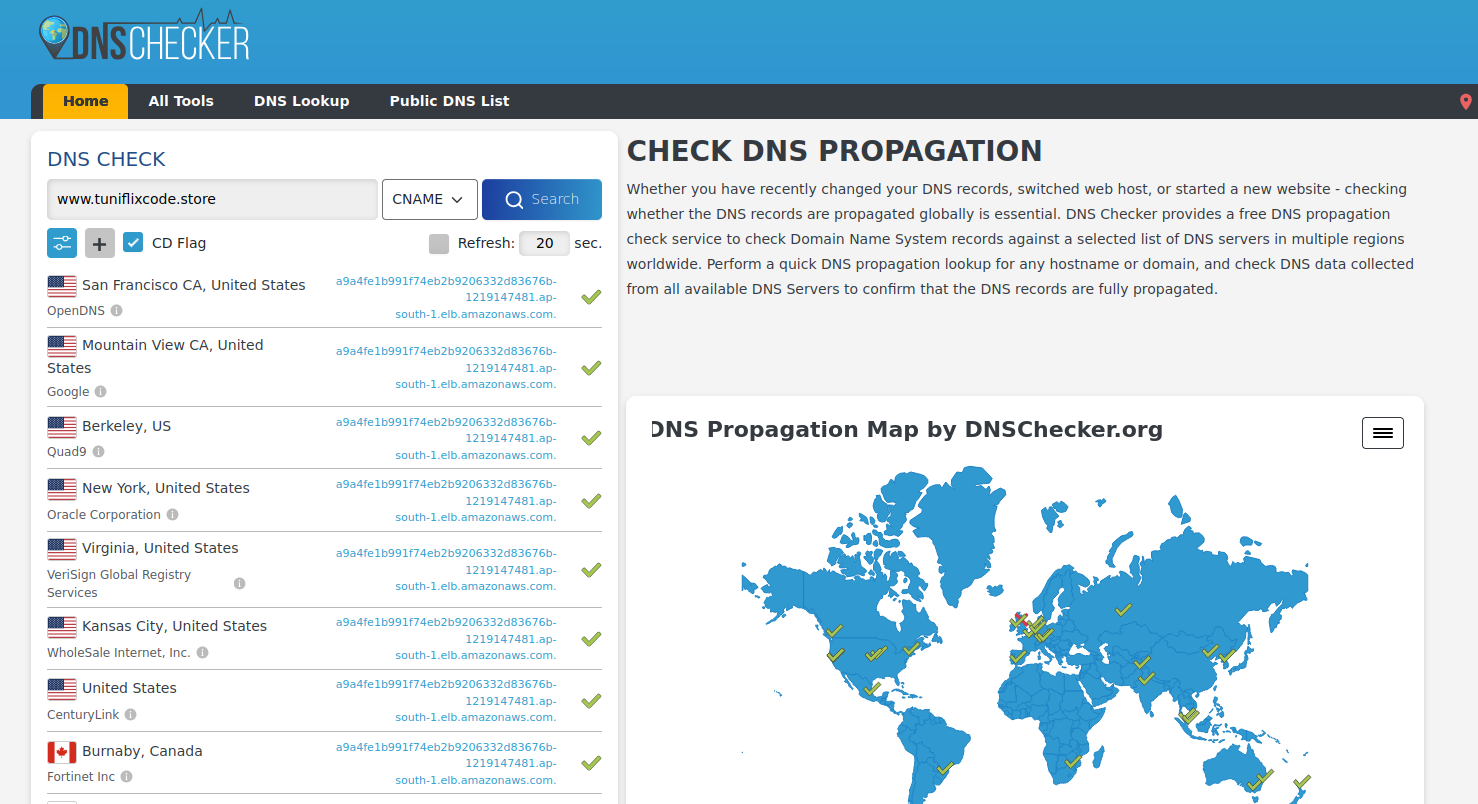 DNSCHECKER
Home
All Tools
DNS Lookup
Public DNS List
DNS CHECK
www.tuniflixcode.store
CNAME
Search
CD Flag
Refresh:
20
sec.
San Francisco CA, United States
OpenDNS
a9a4fe1b991f74eb2b9206332d83676b-
1219147481.ap-
south-1.elb.amazonaws.com.
Mountain View CA, United
States
Google
a9a4fe1b991f74eb2b9206332d83676b-
1219147481.ap-
south-1.elb.amazonaws.com.
Berkeley, US
Quad9
a9a4fe1b991f74eb2b9206332d83676b-
1219147481.ap-
south-1.elb.amazonaws.com.
New York, United States
Oracle Corporation
a9a4fe1b991f74eb2b9206332d83676b-
1219147481.ap-
south-1.elb.amazonaws.com.
Virginia, United States
VeriSign Global Registry
Services
a9a4fe1b991f74eb2b9206332d83676b-
1219147481.ap-
south-1.elb.amazonaws.com.
Kansas City, United States
WholeSale Internet, Inc.
a9a4fe1b991f74eb2b9206332d83676b-
1219147481.ap-
south-1.elb.amazonaws.com.
United States
CenturyLink
a9a4fe1b991f74eb2b9206332d83676b-
1219147481.ap-
south-1.elb.amazonaws.com.
Burnaby, Canada
Fortinet Inc
a9a4fe1b991f74eb2b9206332d83676b-
1219147481.ap-
south-1.elb.amazonaws.com.
CHECK DNS PROPAGATION
Whether you have recently changed your DNS records, switched web host, or started a new website - checking
whether the DNS records are propagated globally is essential. DNS Checker provides a free DNS propagation
check service to check Domain Name System records against a selected list of DNS servers in multiple regions
worldwide. Perform a quick DNS propagation lookup for any hostname or domain, and check DNS data collected
from all available DNS Servers to confirm that the DNS records are fully propagated.
DNS Propagation Map by DNSChecker.org